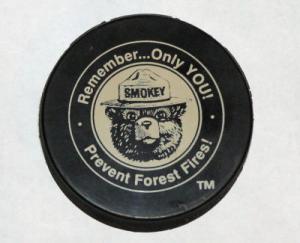 Remember...Only YOU!
SMOKEY
Prevent Forest Fires!
TM